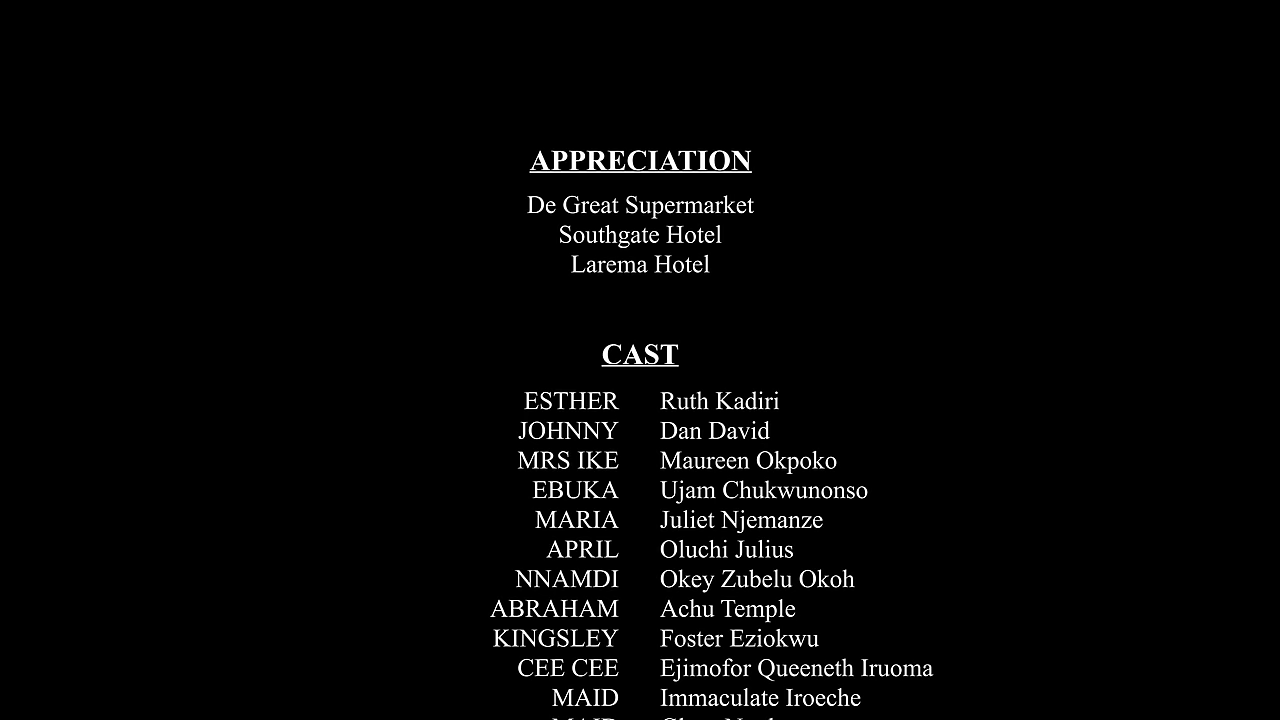 APPRECIATION
De Great Supermarket
Southgate Hotel
Larema Hotel
CAST
ESTHER Ruth Kadiri
JOHNNY Dan David
MRS IKE Maureen Okpoko
EBUKA Ujam Chukwunonso
MARIA Juliet Njemanze
APRIL Oluchi Julius
NNAMDI Okey Zubelu Okoh
ABRAHAM Achu Temple
KINGSLEY Foster Eziokwu
CEE CEE Ejimofor Queeneth Iruoma
MAID Immaculate Iroeche